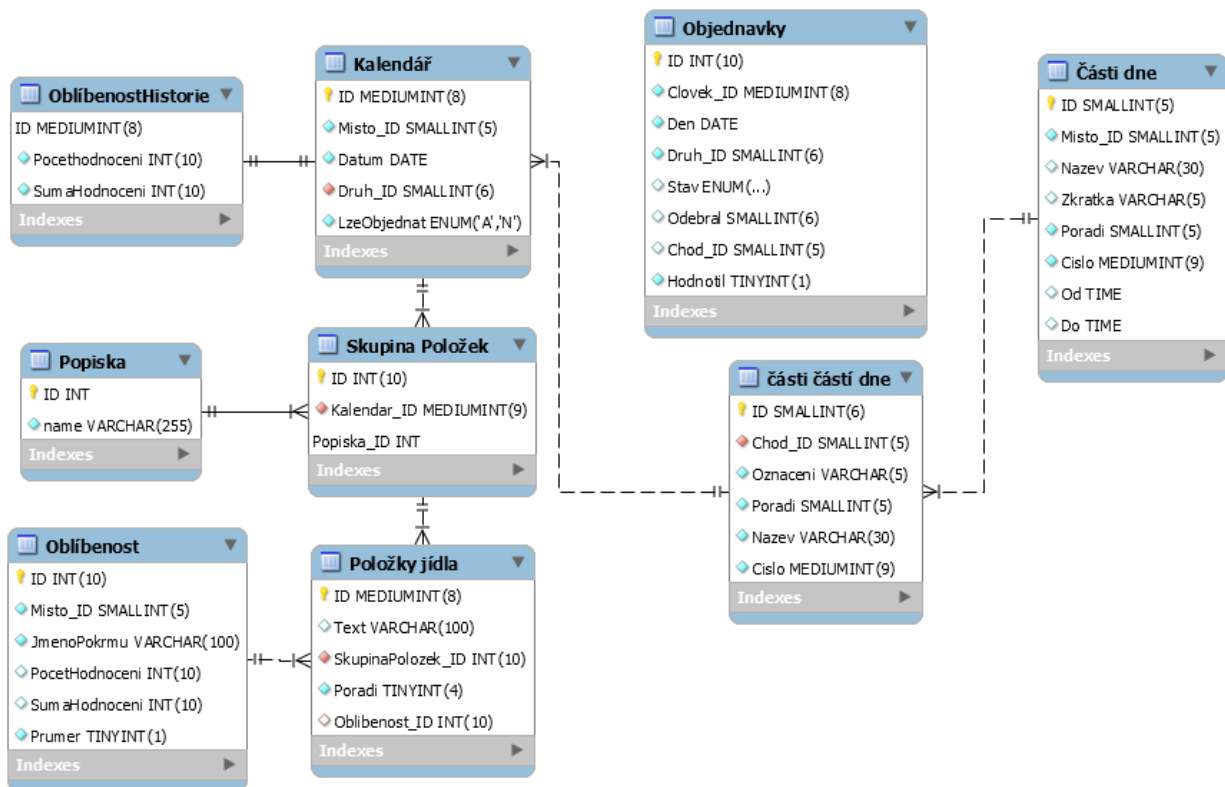 OblíbenostHistorie
ID MEDIUMINT(8)
Pocethodnoceni INT(10)
SumaHodnoceni INT(10)
Indexes
Kalendář
ID MEDIUMINT(8)
Misto_ID SMALLINT(5)
Datum DATE
Druh_ID SMALLINT(6)
LzeObjednat ENUM('A','N')
Indexes
Objednavky
ID INT(10)
Clovek_ID MEDIUMINT(8)
Den DATE
Druh_ID SMALLINT(6)
Stav ENUM(...)
Odebral SMALLINT(6)
Chod_ID SMALLINT(5)
Hodnotil TINYINT(1)
Indexes
Části dne
ID SMALLINT(5)
Misto_ID SMALLINT(5)
Nazev VARCHAR(30)
Zkratka VARCHAR(5)
Poradi SMALLINT(5)
Cislo MEDIUMINT(9)
Od TIME
Do TIME
Indexes
Popiska
ID INT
name VARCHAR(255)
Indexes
Skupina Položek
ID INT(10)
Kalendar_ID MEDIUMINT(9)
Popiska_ID INT
Indexes
části částí dne
ID SMALLINT(6)
Chod_ID SMALLINT(5)
Oznaceni VARCHAR(5)
Poradi SMALLINT(5)
Nazev VARCHAR(30)
Cislo MEDIUMINT(9)
Indexes
Oblíbenost
ID INT(10)
Misto_ID SMALLINT(5)
JmenoPokrmu VARCHAR(100)
PocetHodnoceni INT(10)
SumaHodnoceni INT(10)
Prumer TINYINT(1)
Indexes
Položky jídla
ID MEDIUMINT(8)
Text VARCHAR(100)
SkupinaPolozek_ID INT(10)
Poradi TINYINT(4)
Oblibenost_ID INT(10)
Indexes